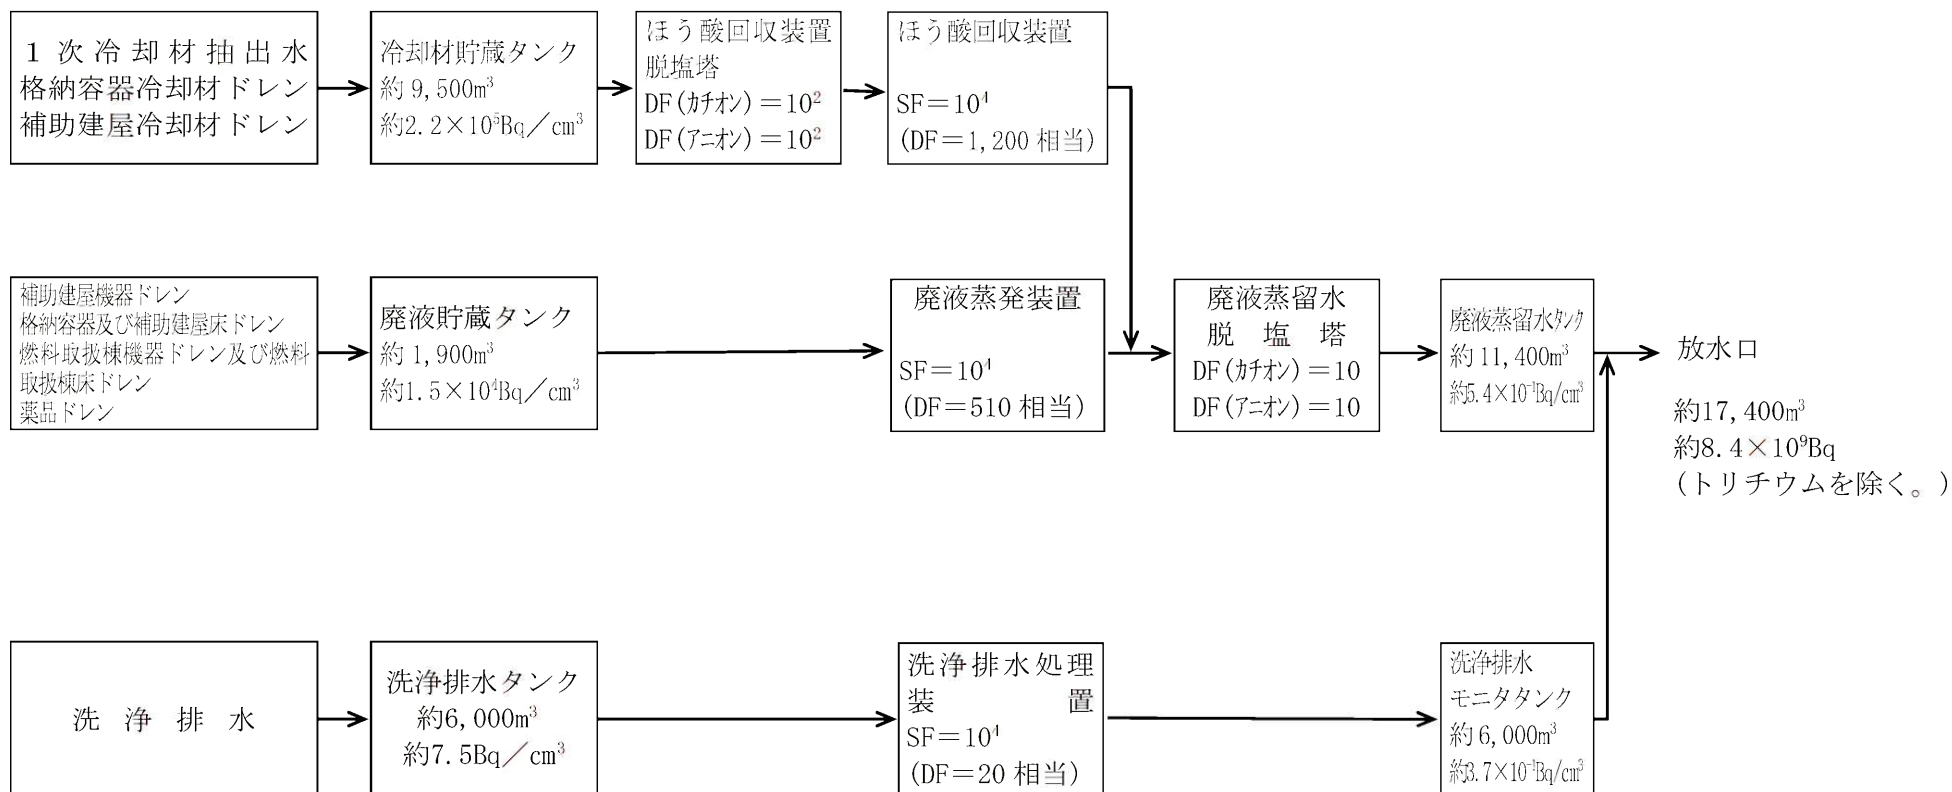 1次冷却材抽出水
格納容器冷却材ドレン
補助建屋冷却材ドレン
冷却材貯蔵タンク
約9,500m³
約2.2×10⁵Bq/cm³
ほう酸回収装置
脱塩塔
DF(カチオン)=10²
DF(アニオン)=10²
ほう酸回収装置
SF=10⁴
(DF=1,200相当)
補助建屋機器ドレン
格納容器及び補助建屋床ドレン
燃料取扱棟機器ドレン及び燃料
取扱棟床ドレン
薬品ドレン
廃液貯蔵タンク
約1,900m³
約1.5×10⁴Bq/cm³
廃液蒸発装置
SF=10⁴
(DF=510相当)
廃液蒸留水
脱塩塔
DF(カチオン)=10
DF(アニオン)=10
廃液蒸留水タンク
約11,400m³
約5.4×10⁻¹Bq/cm³
放水口
約17,400m³
約8.4×10⁹Bq
(トリチウムを除く。)
洗浄排水
洗浄排水タンク
約6,000m³
約7.5Bq/cm³
洗浄排水処理
装置
SF=10⁴
(DF=20相当)
洗浄排水
モニタタンク
約6,000m³
約3.7×10⁻¹Bq/cm³